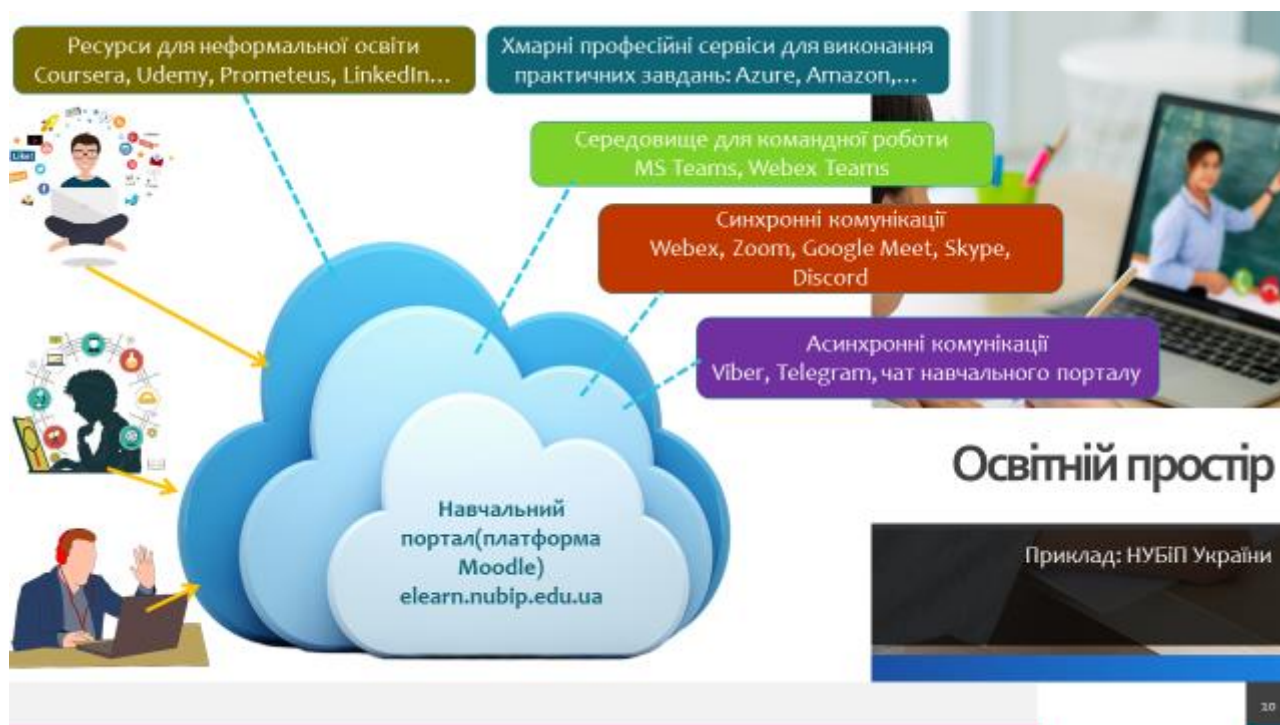 Ресурси для неформальної освіти
Coursera, Udemy, Prometeus, LinkedIn...
Хмарні професійні сервіси для виконання
практичних завдань: Azure, Amazon,...
Середовище для командної роботи
MS Teams, Webex Teams
Синхронні комунікації
Webex, Zoom, Google Meet, Skype,
Discord
Асинхронні комунікації
Viber, Telegram, чат навчального порталу
Like!
Навчальний
портал(платформа
Moodle)
elearn.nubip.edu.ua
Освітній простір
Приклад: НУБіП України
20